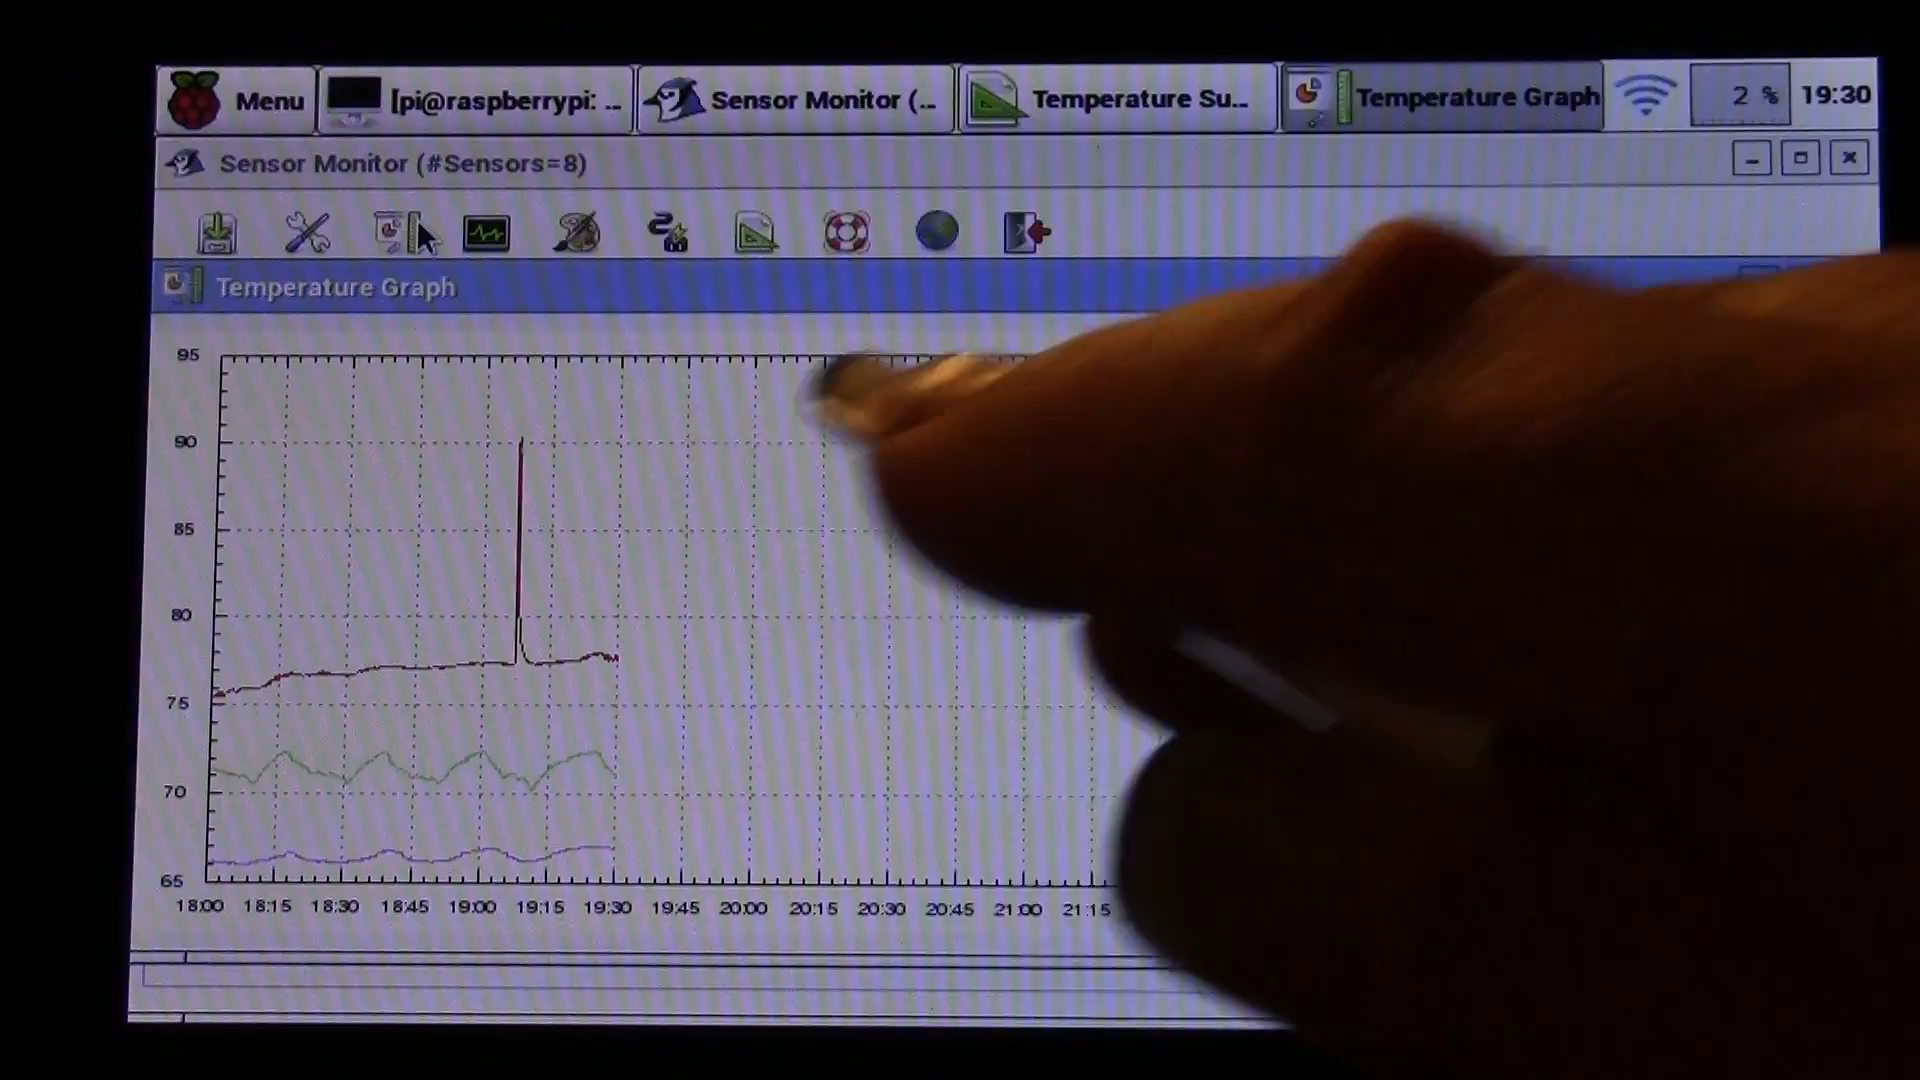 Menu [pi@raspberrypi: ... Sensor Monitor (... Temperature Su... Temperature Graph 2 % 19:30
Sensor Monitor (#Sensors=8)
Temperature Graph
95
90
85
80
75
70
65
18:00 18:15 18:30 18:45 19:00 19:15 19:30 19:45 20:00 20:15 20:30 20:45 21:00 21:15